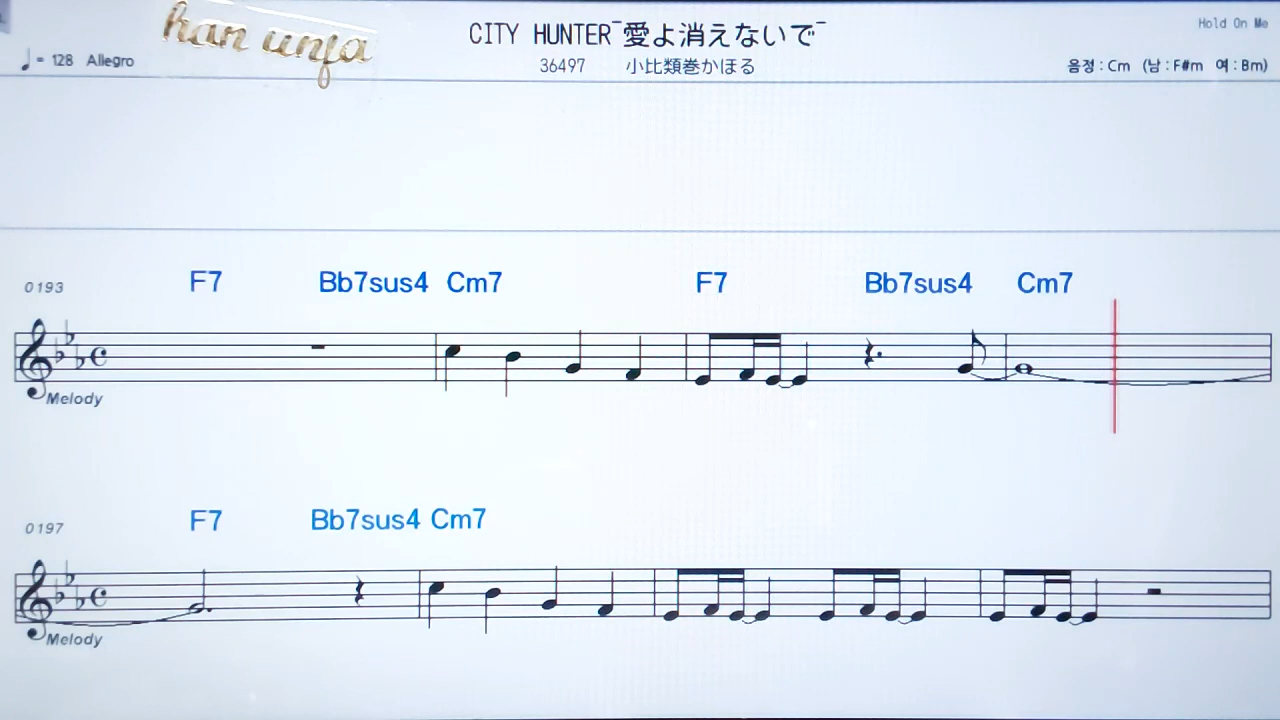 han unfa
CITY HUNTER ̄愛よ消えないで ̄
Hold On Me
♩= 128 Allegro
36497 小比類巻かほる
음정 : Cm (남 : F#m 여 : Bm)
0193 F7 Bb7sus4 Cm7 F7 Bb7sus4 Cm7
Melody
0197 F7 Bb7sus4 Cm7
Melody